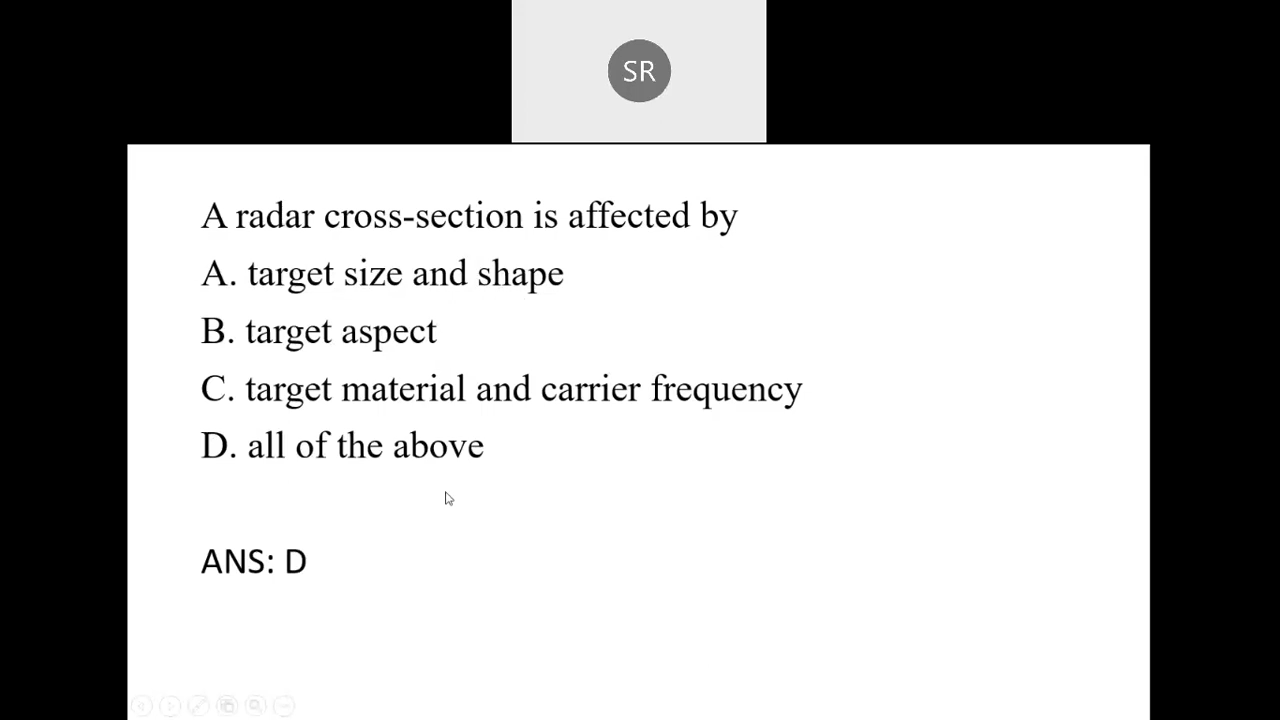 SR
A radar cross-section is affected by
A. target size and shape
B. target aspect
C. target material and carrier frequency
D. all of the above
ANS: D